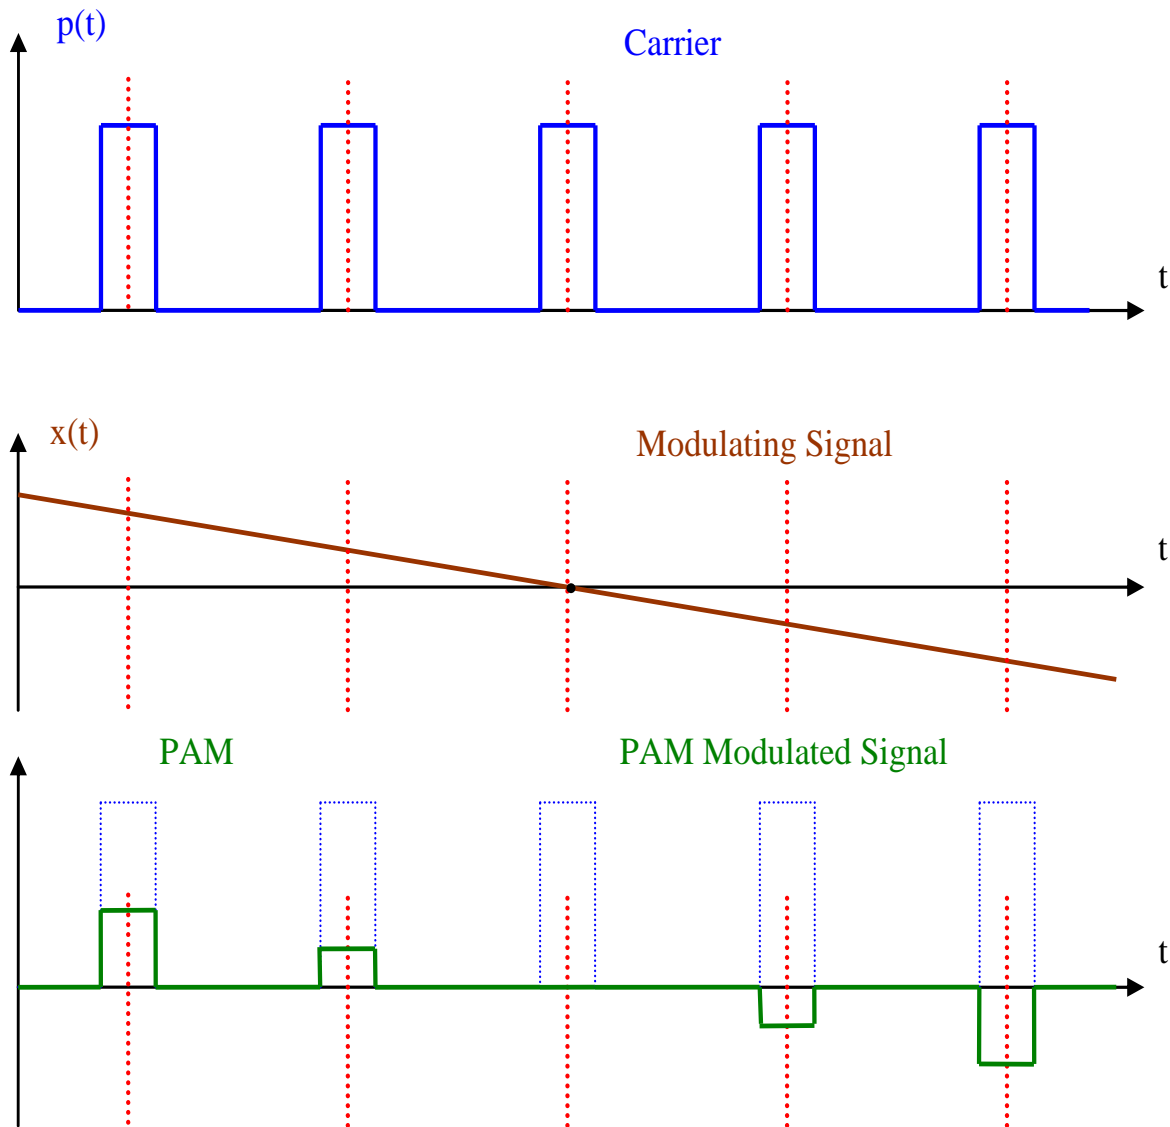 p(t)
Carrier
t
x(t)
Modulating Signal
t
PAM
PAM Modulated Signal
t